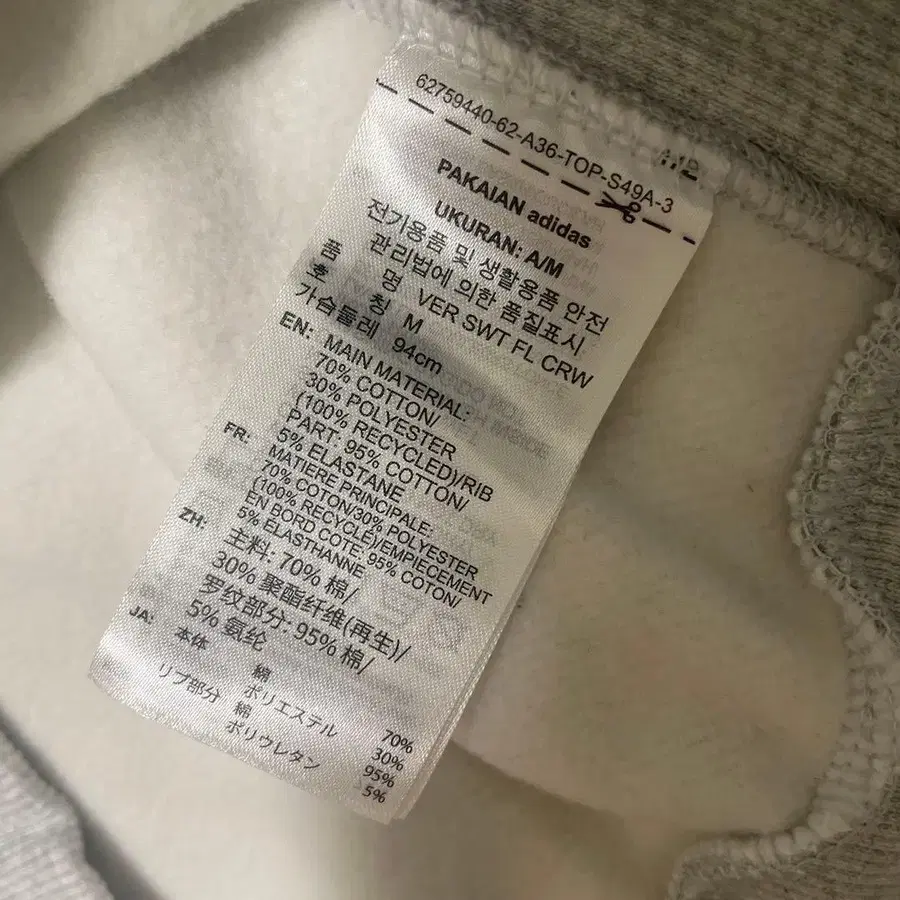 62759440-62-A36-TOP-S49A-3
PAKAIAN adidas
UKURAN: A/M
전기용품 및 생활용품 안전
관리법에 의한 품질표시
품 명 VER SWT FL CRW
호 칭 M
가슴둘레 94cm
EN: MAIN MATERIAL:
70% COTTON/
30% POLYESTER
(100% RECYCLED)/RIB
PART: 95% COTTON/
5% ELASTANE
FR: MATIERE PRINCIPALE:
70% COTON/30% POLYESTER
(100% RECYCLE)/EMPIECEMENT
EN BORD COTE: 95% COTON/
5% ELASTHANNE
ZH: 主料: 70% 棉/
30% 聚酯纤维(再生)/
罗纹部分: 95% 棉/
5% 氨纶
JA: 本体 綿 70%
ポリエステル 30%
リブ部分 綿 95%
ポリウレタン 5%